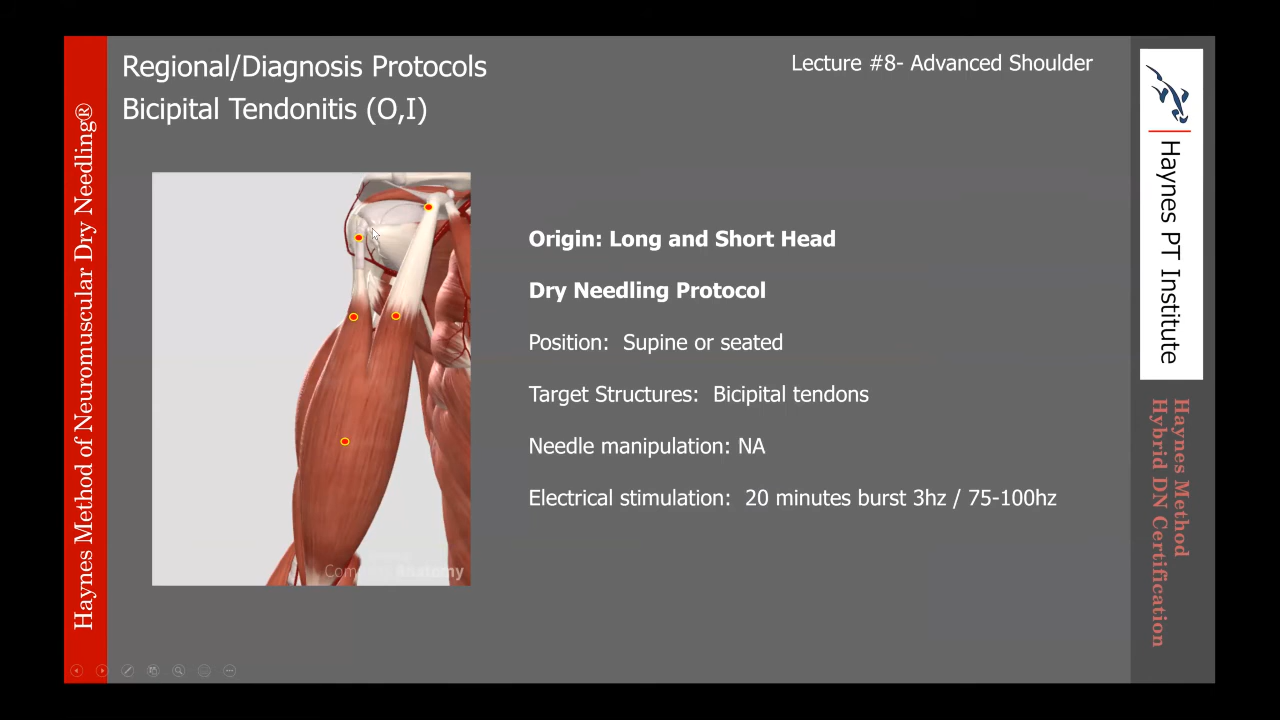 Haynes Method of Neuromuscular Dry Needling®
Regional/Diagnosis Protocols
Bicipital Tendonitis (O,I)
Lecture #8- Advanced Shoulder
Origin: Long and Short Head
Dry Needling Protocol
Position: Supine or seated
Target Structures: Bicipital tendons
Needle manipulation: NA
Electrical stimulation: 20 minutes burst 3hz / 75-100hz
Anatomy
Haynes PT Institute
Haynes Method
Hybrid DN Certification